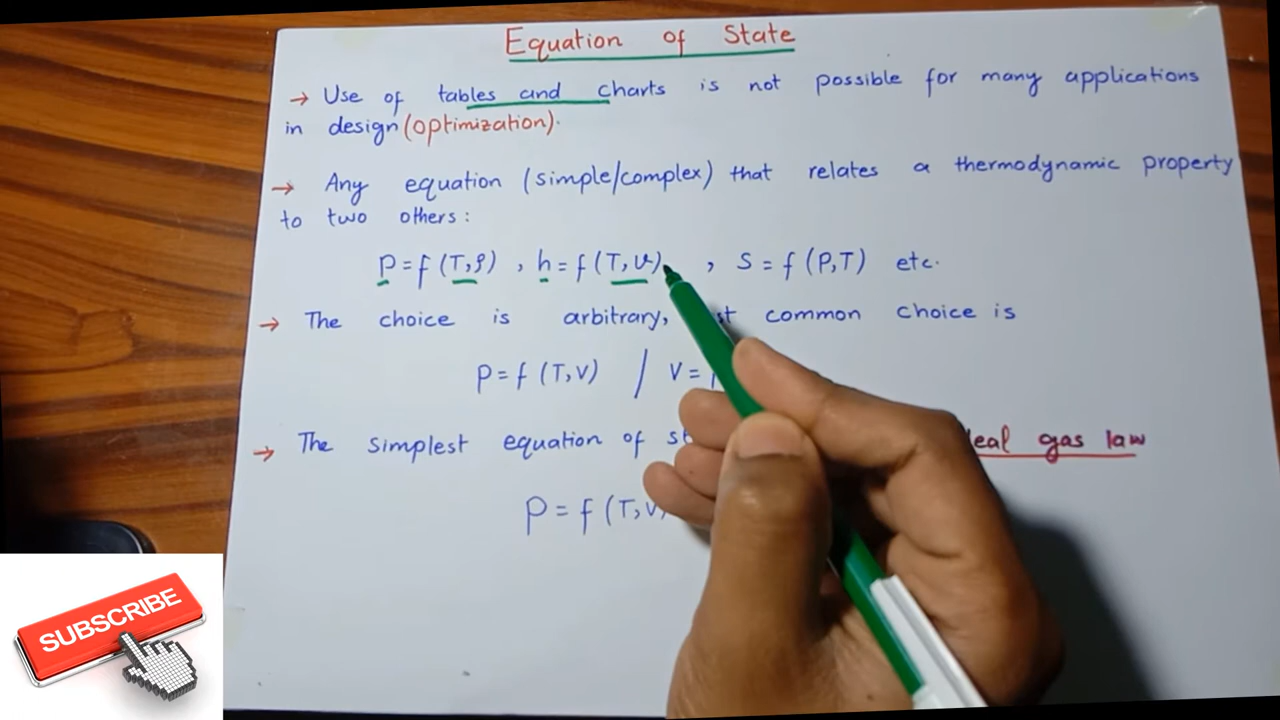 Equation of State
→ Use of tables and charts is not possible for many applications
in design (optimization).
→ Any equation (simple/complex) that relates a thermodynamic property
to two others:
P = f (T,ρ) , h = f (T,v) , S = f (P,T) etc.
→ The choice is arbitrary, common choice is
P = f (T,v) / V =
→ The simplest equation of gas law
P = f (T,V)
SUBSCRIBE